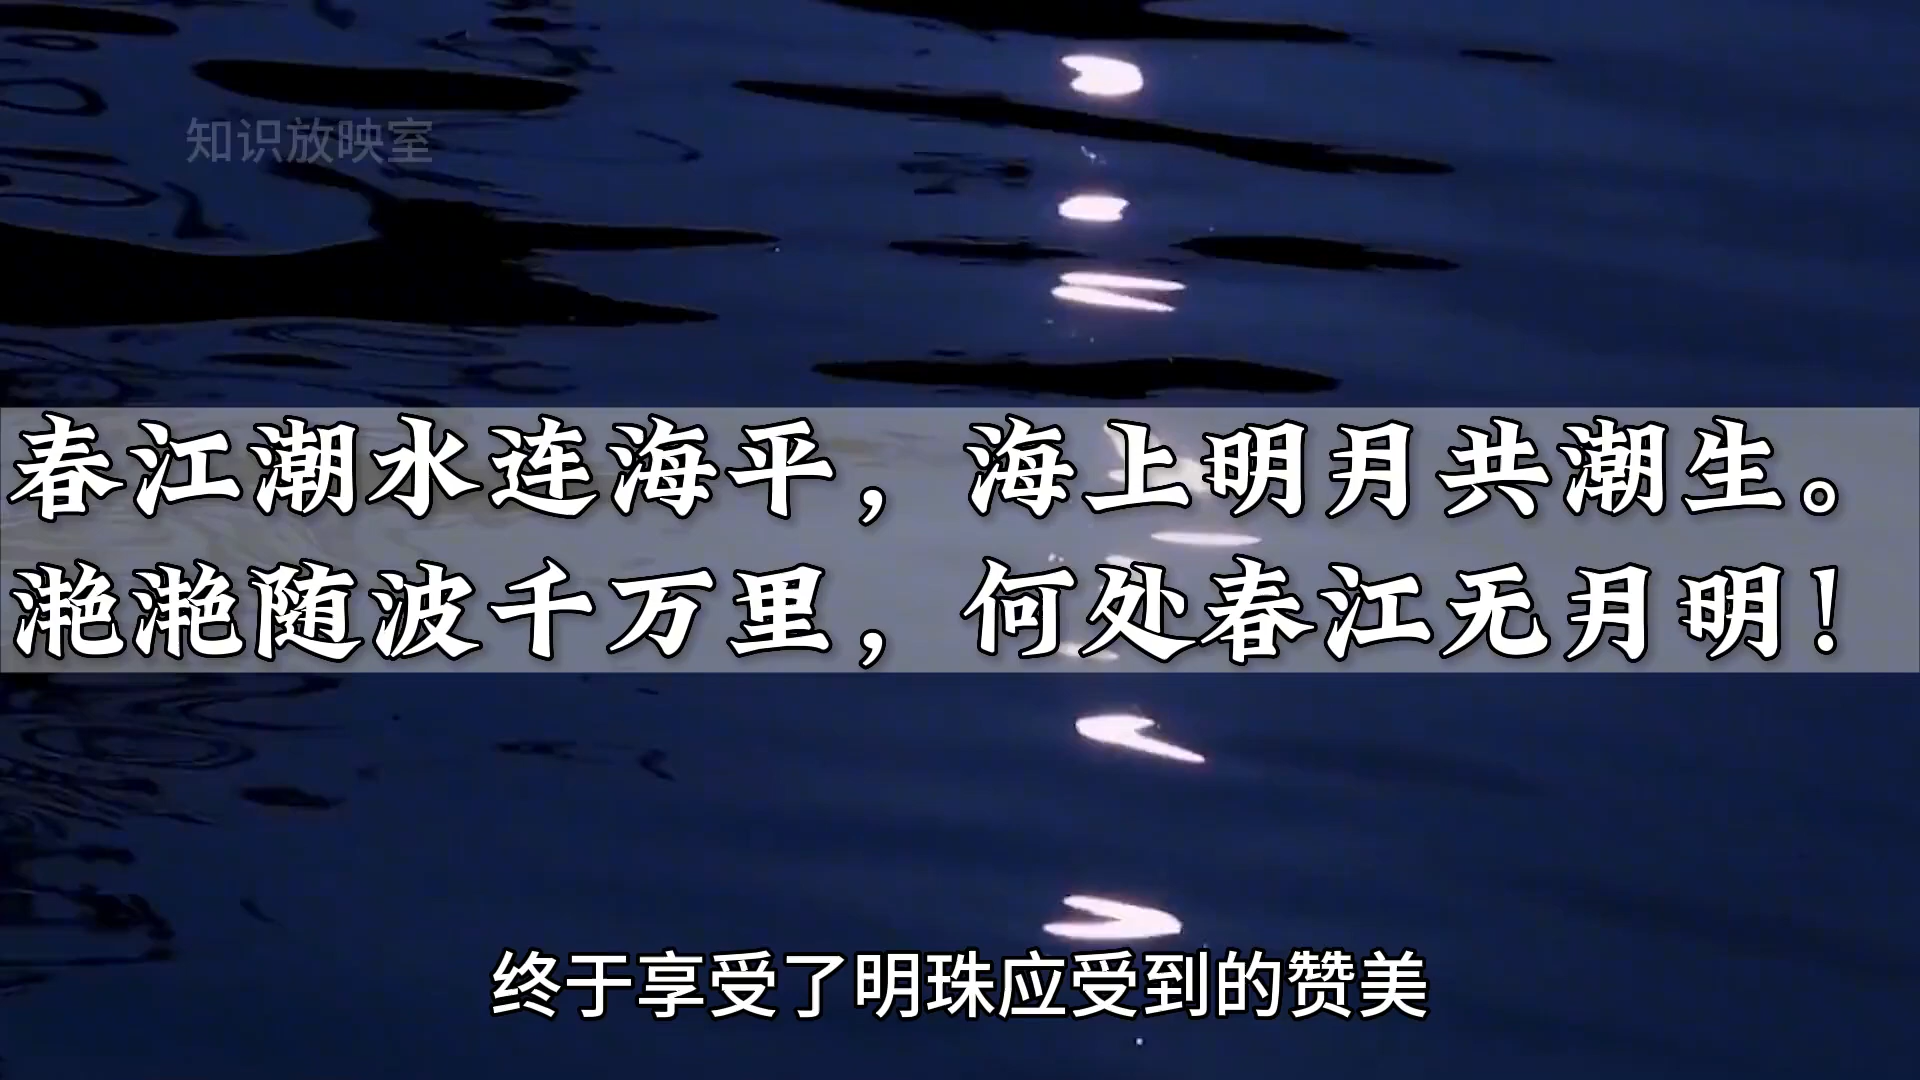 知识放映室
春江潮水连海平，海上明月共潮生。
滟滟随波千万里，何处春江无月明！
终于享受了明珠应受到的赞美